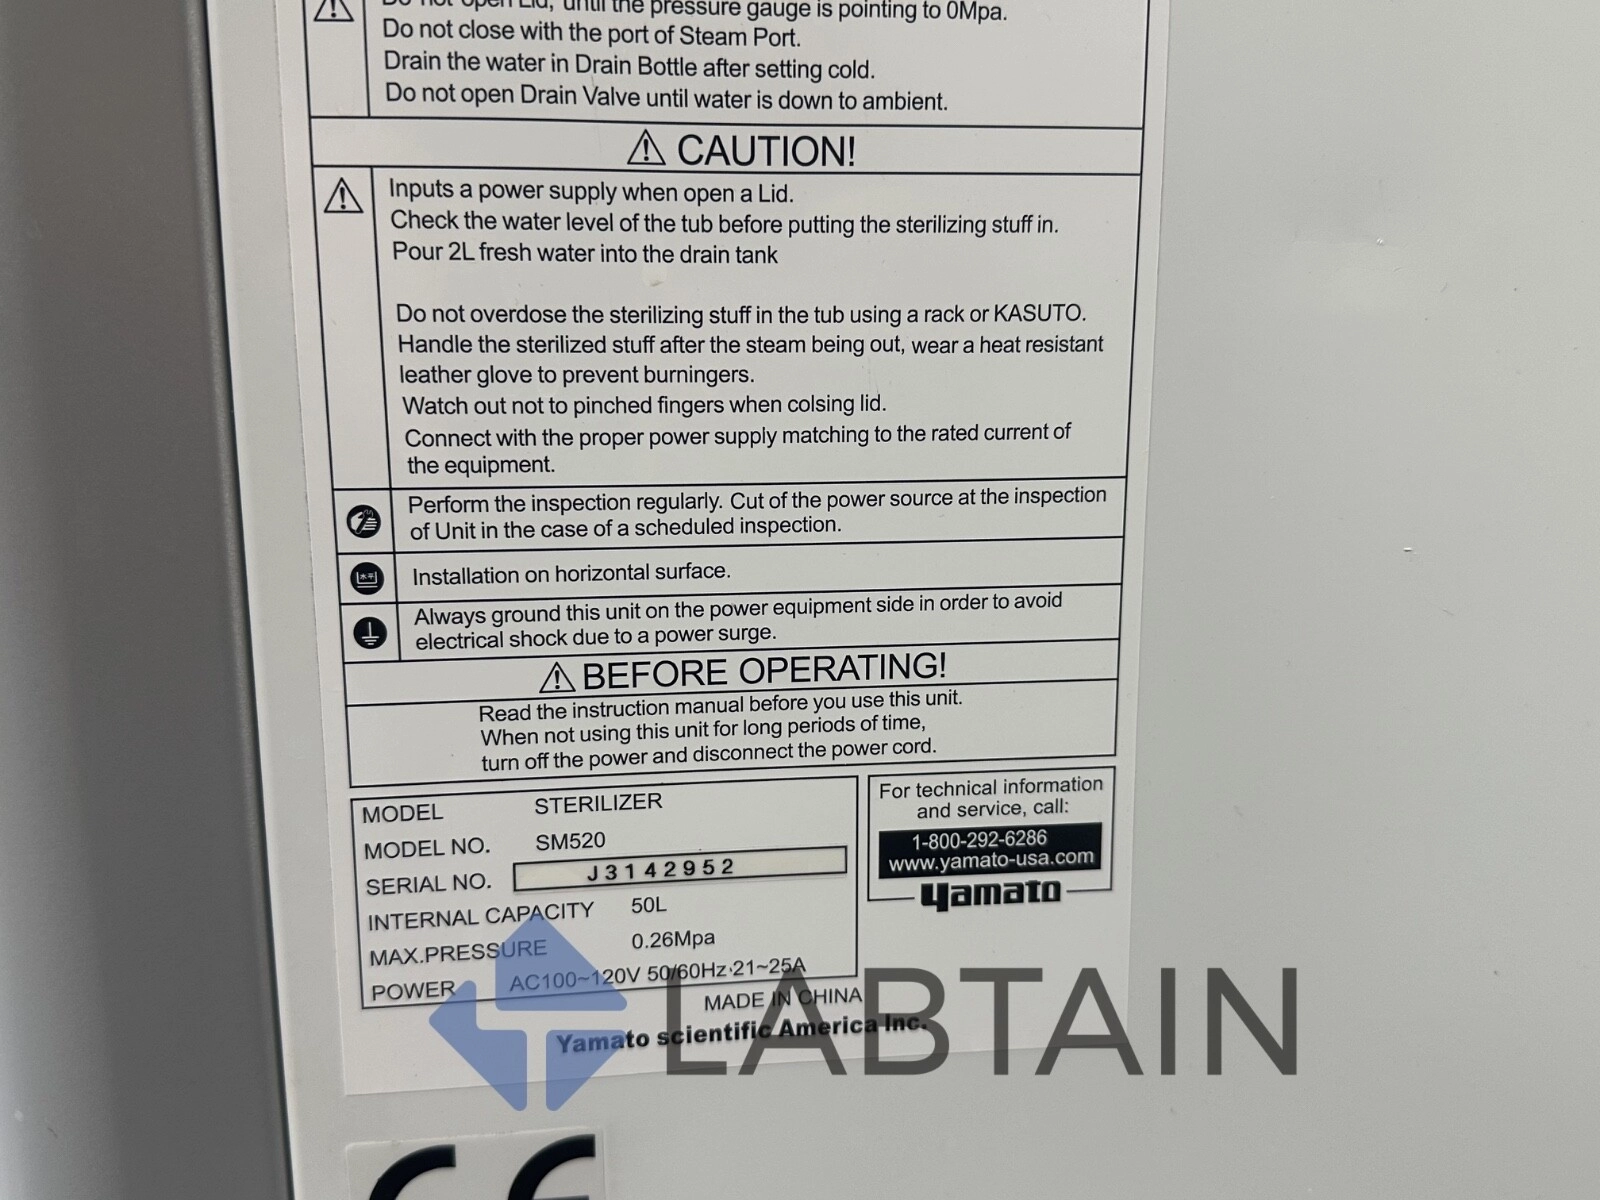 Do not open Lid, until the pressure gauge is pointing to 0Mpa.
Do not close with the port of Steam Port.
Drain the water in Drain Bottle after setting cold.
Do not open Drain Valve until water is down to ambient.
CAUTION!
Inputs a power supply when open a Lid.
Check the water level of the tub before putting the sterilizing stuff in.
Pour 2L fresh water into the drain tank
Do not overdose the sterilizing stuff in the tub using a rack or KASUTO.
Handle the sterilized stuff after the steam being out, wear a heat resistant
leather glove to prevent burningers.
Watch out not to pinched fingers when colsing lid.
Connect with the proper power supply matching to the rated current of
the equipment.
Perform the inspection regularly. Cut of the power source at the inspection
of Unit in the case of a scheduled inspection.
水平
Installation on horizontal surface.
Always ground this unit on the power equipment side in order to avoid
electrical shock due to a power surge.
BEFORE OPERATING!
Read the instruction manual before you use this unit.
When not using this unit for long periods of time,
turn off the power and disconnect the power cord.
MODEL STERILIZER
MODEL NO. SM520
SERIAL NO. J3142952
INTERNAL CAPACITY 50L
MAX.PRESSURE 0.26Mpa
POWER AC100~120V 50/60Hz·21~25A
MADE IN CHINA
Yamato scientific America Inc.
For technical information
and service, call:
1-800-292-6286
www.yamato-usa.com
yamato
LABTAIN
CE